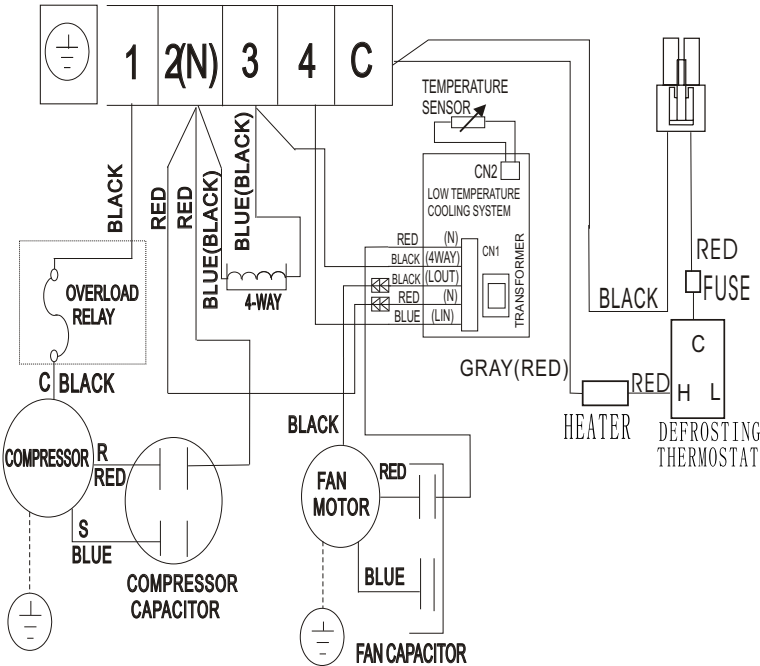 1 2(N) 3 4 C
TEMPERATURE
SENSOR
CN2
LOW TEMPERATURE
COOLING SYSTEM
BLACK
RED
RED
BLUE(BLACK)
BLUE(BLACK)
4-WAY
RED (N)
BLACK (4WAY)
BLACK (LOUT)
RED (N)
BLUE (LIN)
CN1
TRANSFORMER
OVERLOAD
RELAY
C BLACK
COMPRESSOR
R
RED
S
BLUE
COMPRESSOR
CAPACITOR
BLACK
FAN
MOTOR
RED
BLUE
FAN CAPACITOR
BLACK
RED
FUSE
GRAY(RED)
HEATER
RED
C
H L
DEFROSTING
THERMOSTAT